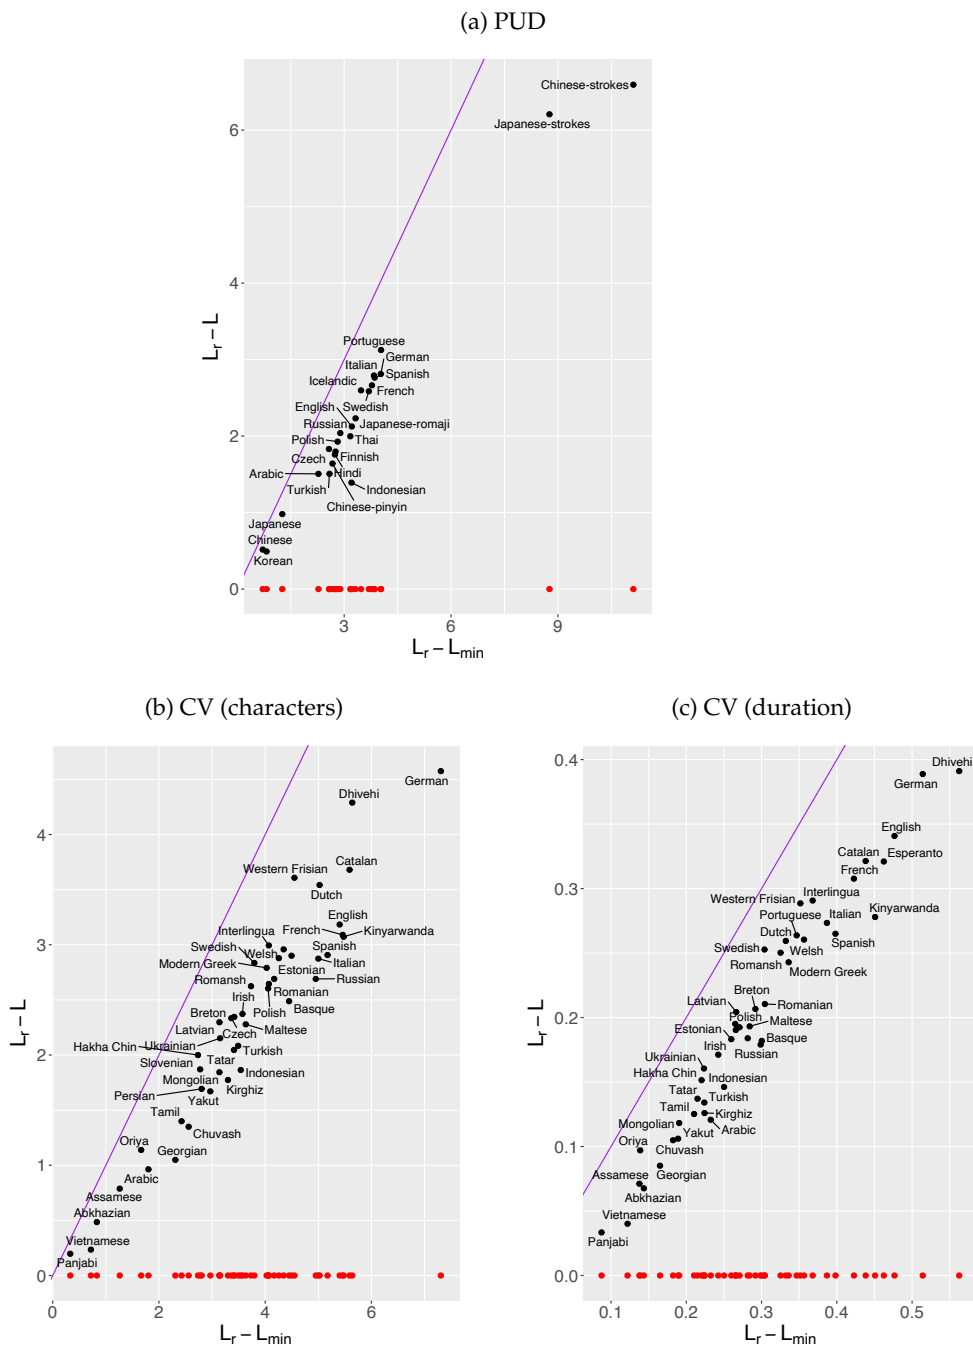 (a) PUD
Chinese-strokes
Japanese-strokes
6
4
Portuguese
German
Italian
Spanish
Icelandic
French
Swedish
English
Japanese-romaji
Russian
Polish
Thai
2
Czech
Finnish
Arabic
Hindi
Turkish
Indonesian
Chinese-pinyin
Japanese
Chinese
Korean
0
3
6
9
Lr − L
Lr − Lmin
(b) CV (characters)
German
Dhivehi
4
Catalan
Western Frisian
Dutch
English
French
Kinyarwanda
Interlingua
3
Swedish
Welsh
Spanish
Italian
Modern Greek
Estonian
Russian
Romansh
Romanian
Irish
Basque
Breton
Polish
Latvian
Czech
Maltese
Ukrainian
Hakha Chin
Turkish
2
Slovenian
Tatar
Indonesian
Mongolian
Kirghiz
Persian
Yakut
Tamil
Chuvash
Oriya
Georgian
1
Arabic
Assamese
Abkhazian
Vietnamese
Panjabi
0
0
2
4
6
Lr − L
Lr − Lmin
(c) CV (duration)
0.4
Dhivehi
German
English
Catalan
Esperanto
French
0.3
Western Frisian
Interlingua
Kinyarwanda
Portuguese
Italian
Dutch
Spanish
Swedish
Welsh
Romansh
Modern Greek
Breton
Latvian
Romanian
0.2
Polish
Maltese
Estonian
Basque
Irish
Russian
Ukrainian
Hakha Chin
Indonesian
Tatar
Turkish
Tamil
Kirghiz
Mongolian
Yakut
Arabic
Oriya
Chuvash
0.1
Assamese
Georgian
Abkhazian
Vietnamese
Panjabi
0.0
0.1
0.2
0.3
0.4
0.5
Lr − L
Lr − Lmin